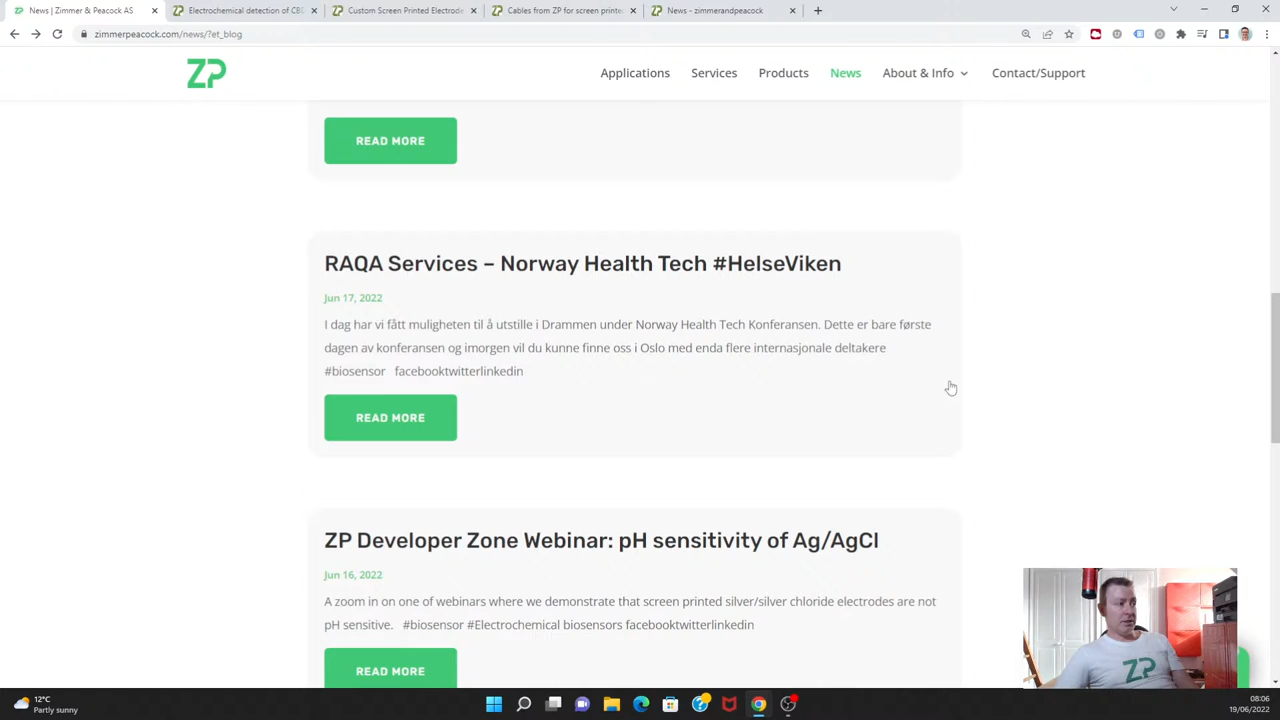 News | Zimmer & Peacock AS
Electrochemical detection of CBD
Custom Screen Printed Electrode
Cables from ZP for screen printe
News - zimmerandpeacock
zimmerpeacock.com/news/?et_blog
ZP
Applications
Services
Products
News
About & Info
Contact/Support
READ MORE
RAQA Services – Norway Health Tech #HelseViken
Jun 17, 2022
I dag har vi fått muligheten til å utstille i Drammen under Norway Health Tech Konferansen. Dette er bare første
dagen av konferansen og imorgen vil du kunne finne oss i Oslo med enda flere internasjonale deltakere
#biosensor facebooktwitterlinkedin
READ MORE
ZP Developer Zone Webinar: pH sensitivity of Ag/AgCl
Jun 16, 2022
A zoom in on one of webinars where we demonstrate that screen printed silver/silver chloride electrodes are not
pH sensitive. #biosensor #Electrochemical biosensors facebooktwitterlinkedin
READ MORE
ZP
12°C
Partly sunny
08:06
19/06/2022